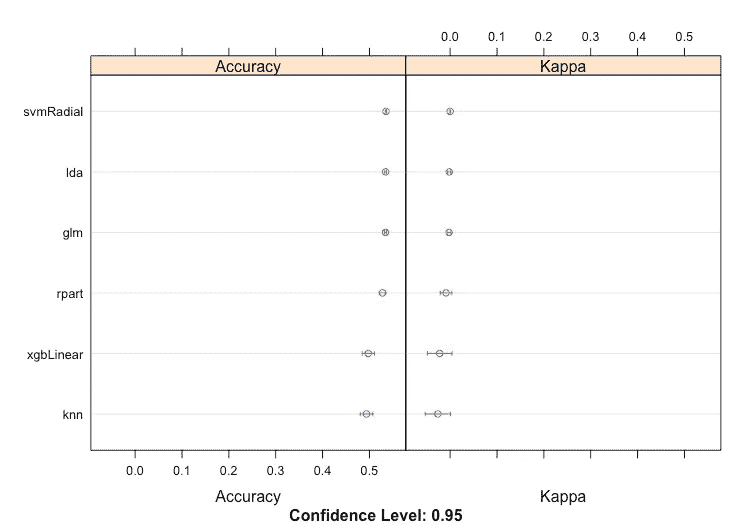 0.0 0.1 0.2 0.3 0.4 0.5
Accuracy Kappa
svmRadial
lda
glm
rpart
xgbLinear
knn
0.0 0.1 0.2 0.3 0.4 0.5
Accuracy Kappa
Confidence Level: 0.95